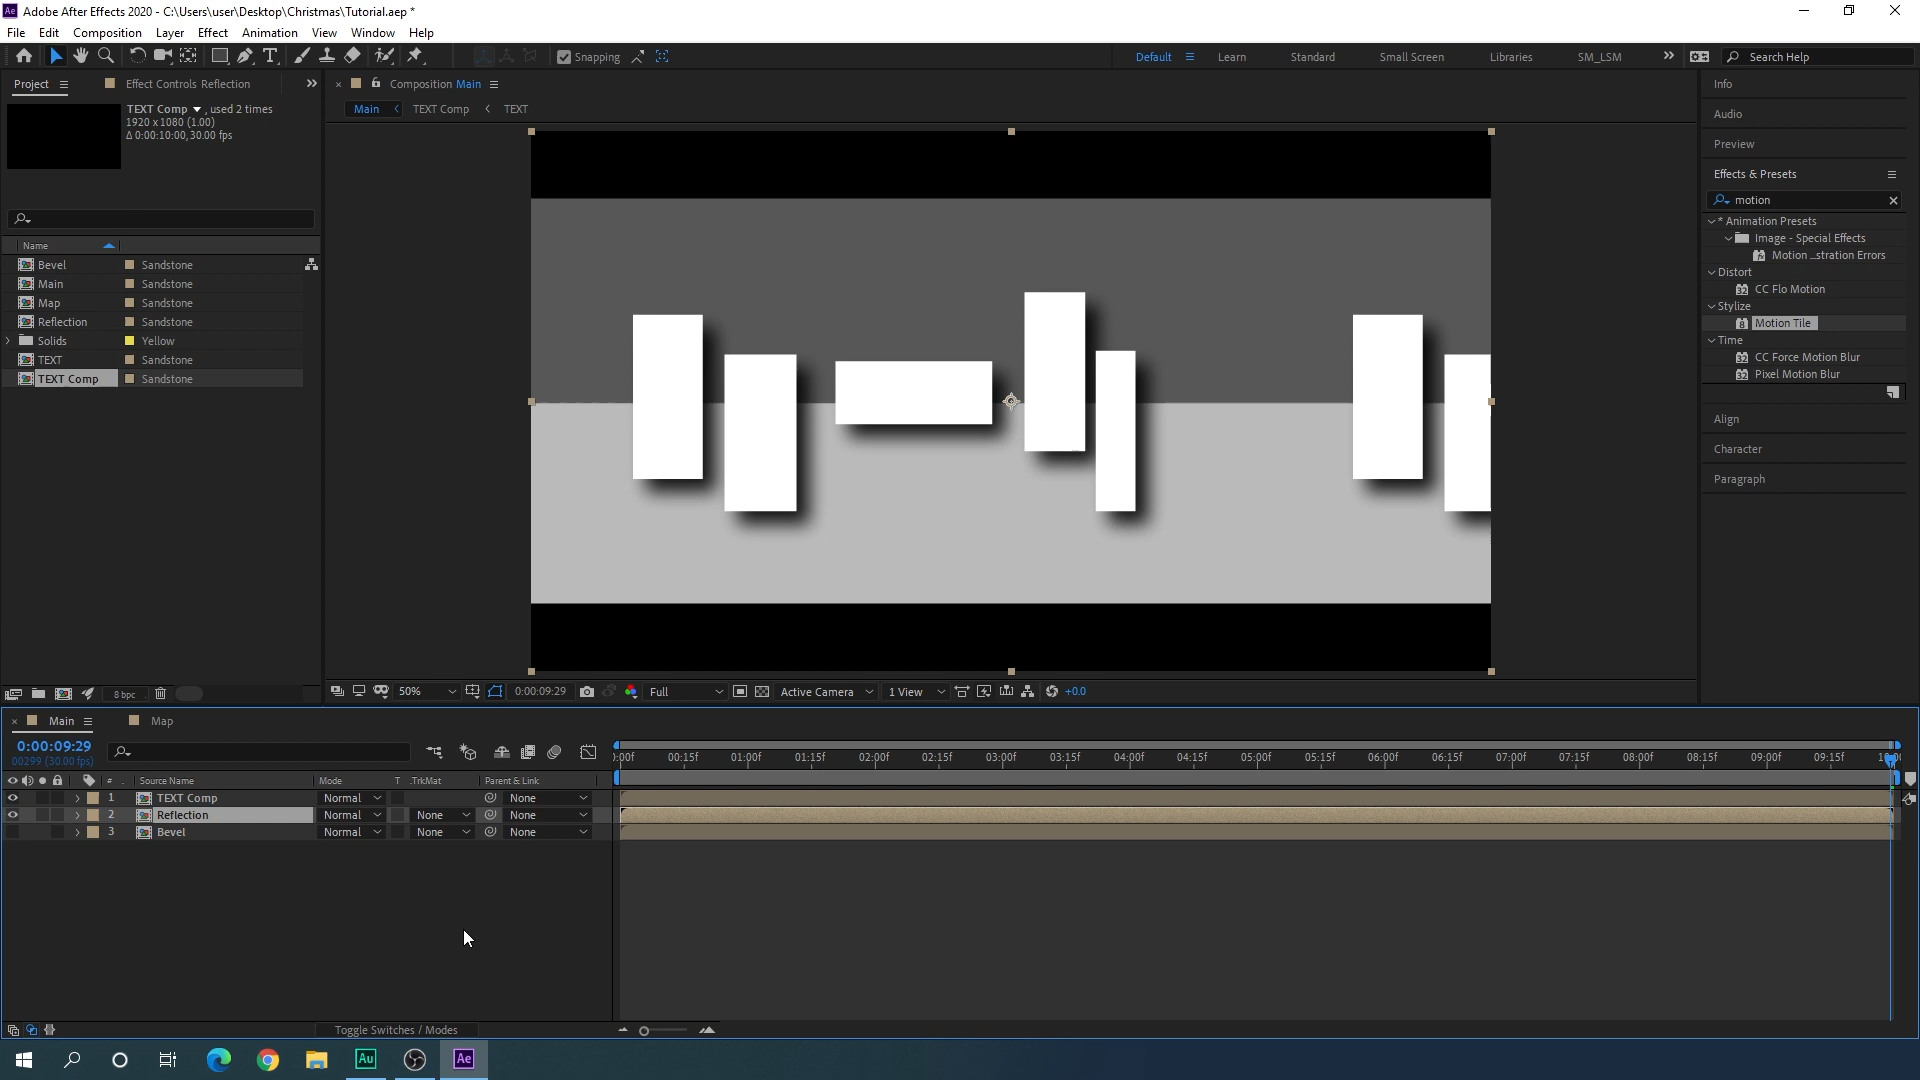 Adobe After Effects 2020 - C:\Users\user\Desktop\Christmas\Tutorial.aep *
File Edit Composition Layer Effect Animation View Window Help
Snapping Default Learn Standard Small Screen Libraries SM_LSM Search Help
Project Effect Controls Reflection
TEXT Comp , used 2 times
1920 x 1080 (1.00)
Δ 0:00:10:00, 30.00 fps
Name
Bevel Sandstone
Main Sandstone
Map Sandstone
Reflection Sandstone
Solids Yellow
TEXT Sandstone
TEXT Comp Sandstone
8 bpc
Composition Main
Main TEXT Comp TEXT
50% 0:00:09:29 Full Active Camera 1 View +0.0
Info
Audio
Preview
Effects & Presets
motion
* Animation Presets
Image - Special Effects
Motion ...stration Errors
Distort
CC Flo Motion
Stylize
Motion Tile
Time
CC Force Motion Blur
Pixel Motion Blur
Align
Character
Paragraph
Main Map
0:00:09:29
00299 (30.00 fps)
:00f 00:15f 01:00f 01:15f 02:00f 02:15f 03:00f 03:15f 04:00f 04:15f 05:00f 05:15f 06:00f 06:15f 07:00f 07:15f 08:00f 08:15f 09:00f 09:15f
# Source Name Mode T .TrkMat Parent & Link
1 TEXT Comp Normal None
2 Reflection Normal None None
3 Bevel Normal None None
Toggle Switches / Modes
Au Ae